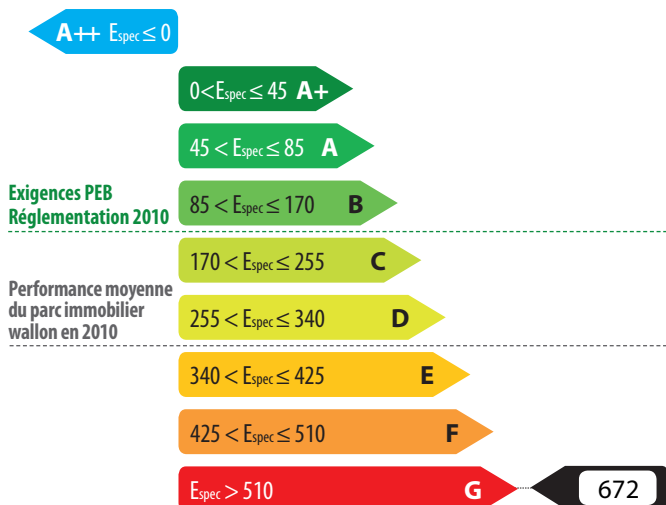 A++ Espec ≤ 0
0<Espec ≤ 45 A+
45 < Espec ≤ 85 A
Exigences PEB
Réglementation 2010
85 < Espec ≤ 170 B
170 < Espec ≤ 255 C
Performance moyenne
du parc immobilier
wallon en 2010
255 < Espec ≤ 340 D
340 < Espec ≤ 425 E
425 < Espec ≤ 510 F
Espec > 510 G
672